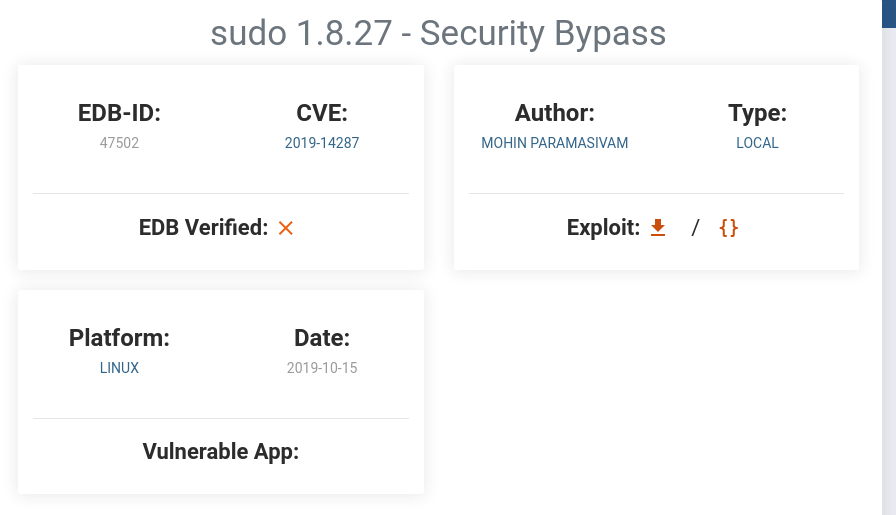 sudo 1.8.27 - Security Bypass
EDB-ID:
47502
CVE:
2019-14287
EDB Verified:
Author:
MOHIN PARAMASIVAM
Type:
LOCAL
Exploit: / {}
Platform:
LINUX
Date:
2019-10-15
Vulnerable App: